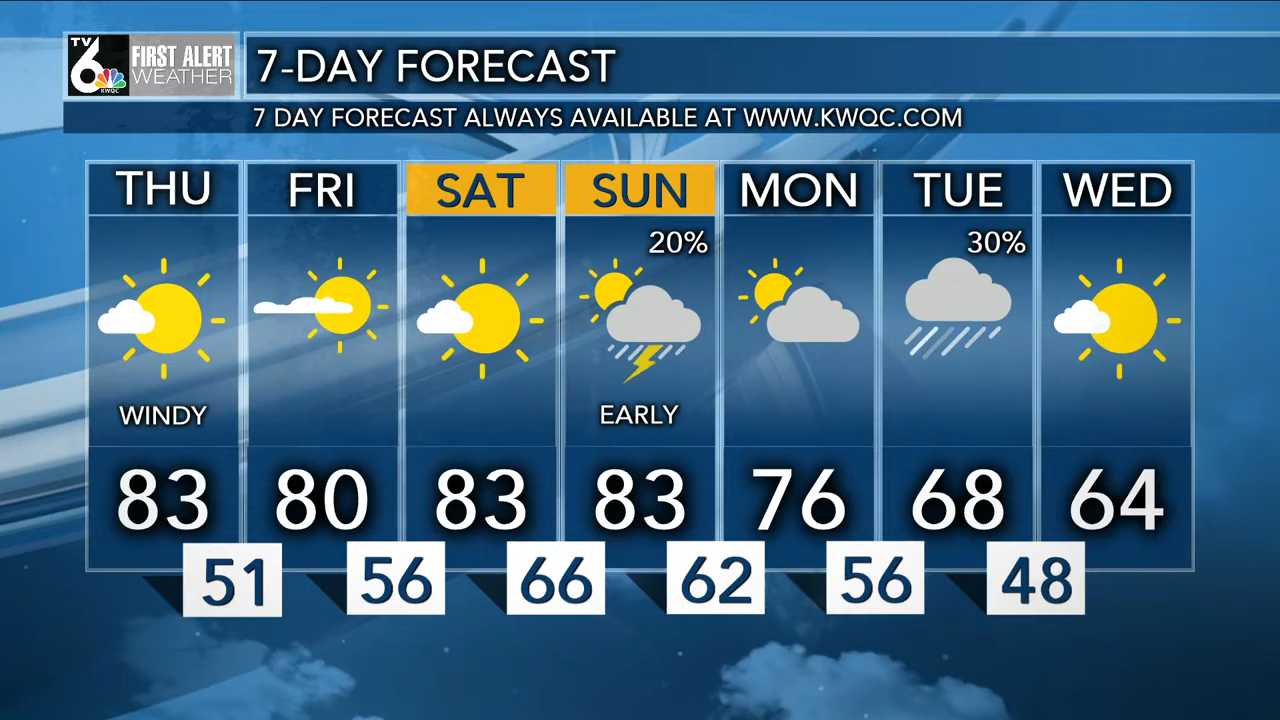 TV
6
KWQC
FIRST ALERT
WEATHER
7-DAY FORECAST
7 DAY FORECAST ALWAYS AVAILABLE AT WWW.KWQC.COM
THU FRI SAT SUN MON TUE WED
20% 30%
WINDY EARLY
83 80 83 83 76 68 64
51 56 66 62 56 48